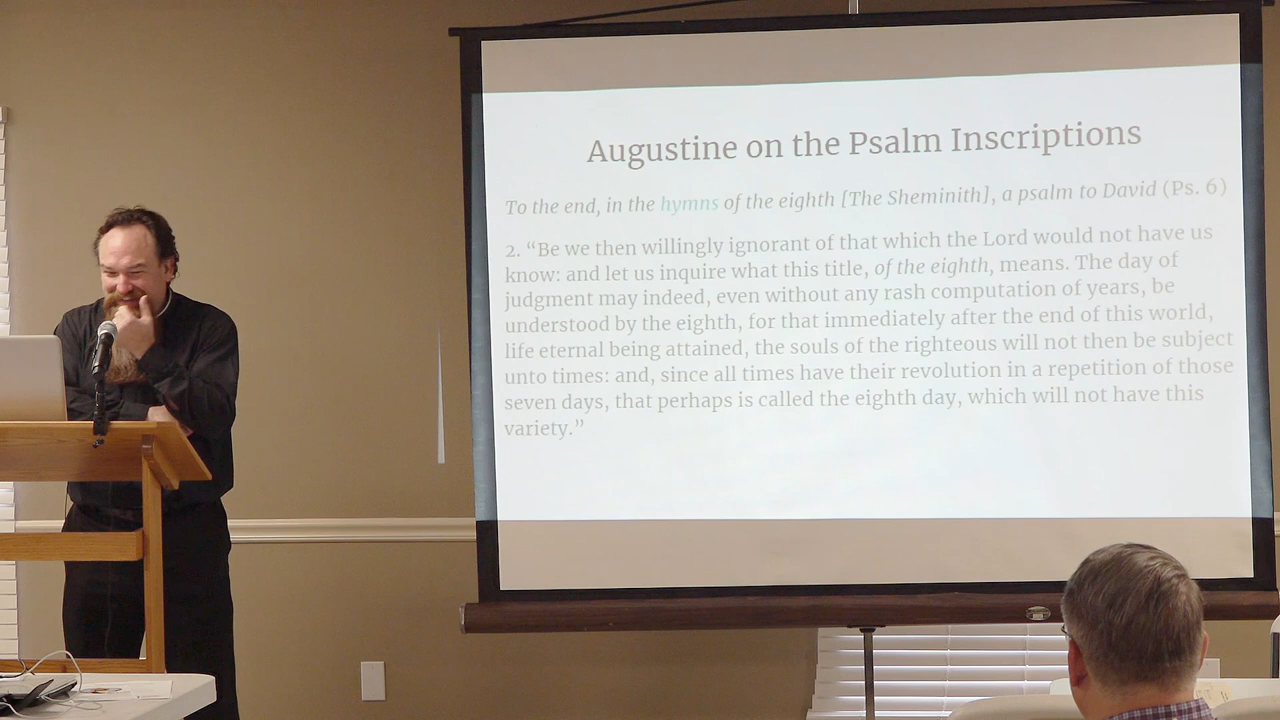 Augustine on the Psalm Inscriptions
To the end, in the hymns of the eighth [The Sheminith], a psalm to David (Ps. 6)
2. “Be we then willingly ignorant of that which the Lord would not have us
know: and let us inquire what this title, of the eighth, means. The day of
judgment may indeed, even without any rash computation of years, be
understood by the eighth, for that immediately after the end of this world,
life eternal being attained, the souls of the righteous will not then be subject
unto times: and, since all times have their revolution in a repetition of those
seven days, that perhaps is called the eighth day, which will not have this
variety.”